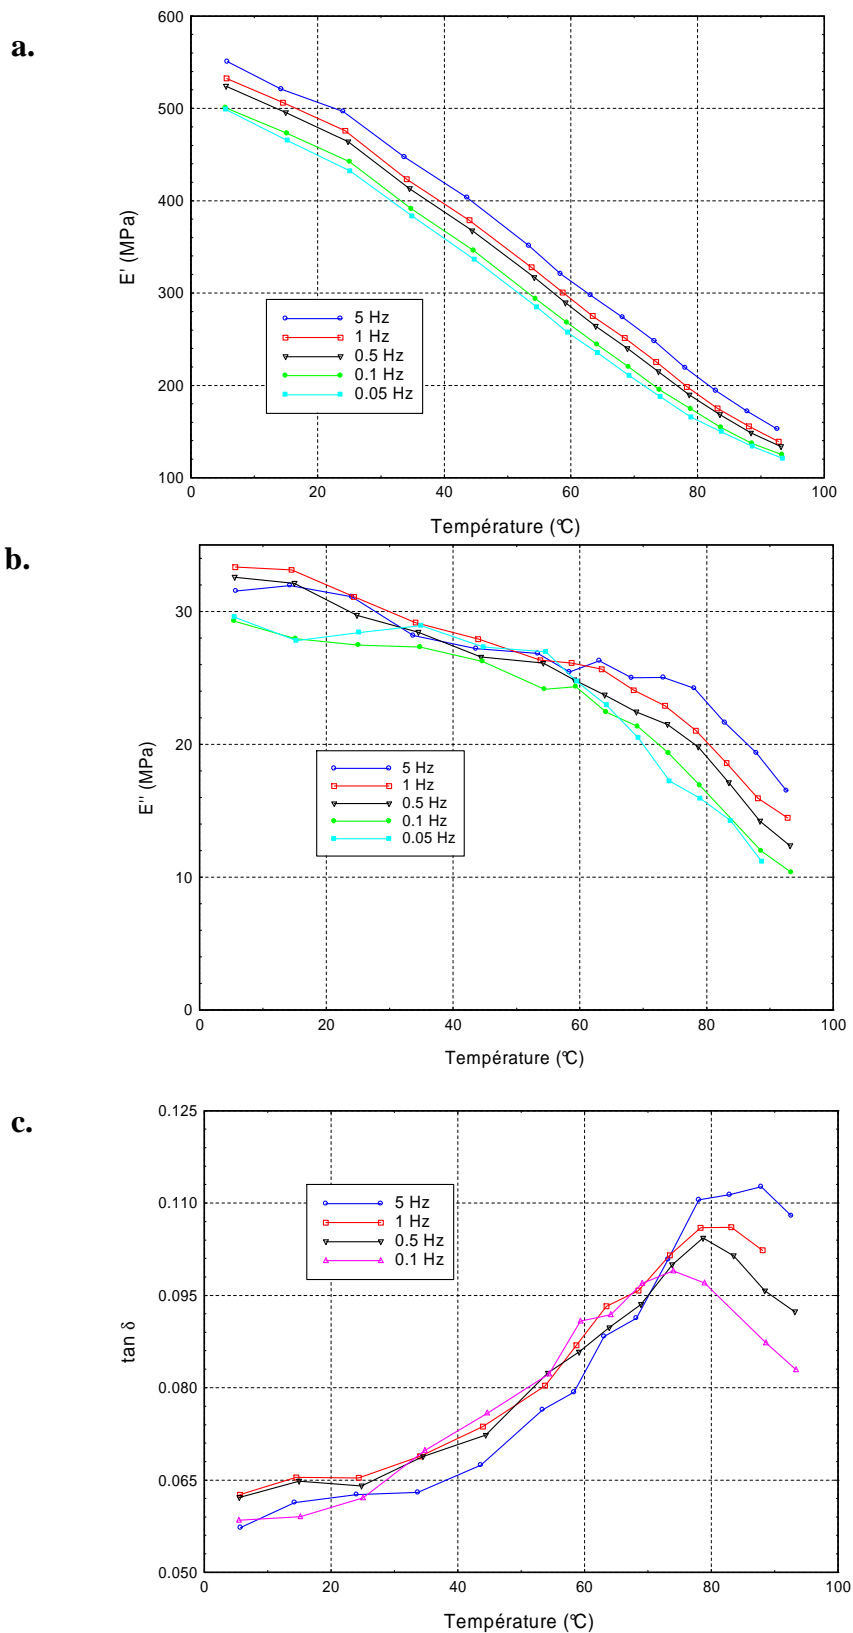 a.
600
500
400
300
200
100
E' (MPa)
5 Hz
1 Hz
0.5 Hz
0.1 Hz
0.05 Hz
20 40 60 80 100
Température (°C)
b.
30
20
10
0
E'' (MPa)
5 Hz
1 Hz
0.5 Hz
0.1 Hz
0.05 Hz
0 20 40 60 80 100
Température (°C)
c.
0.125
0.110
0.095
0.080
0.065
0.050
tan δ
5 Hz
1 Hz
0.5 Hz
0.1 Hz
0 20 40 60 80 100
Température (°C)